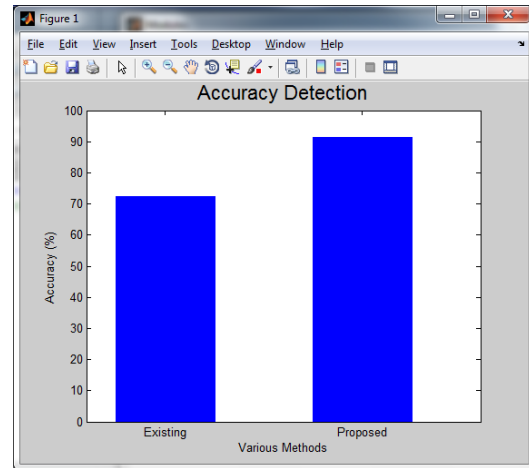 Figure 1
File Edit View Insert Tools Desktop Window Help
Accuracy Detection
100
90
80
70
60
50
40
30
20
10
0
Accuracy (%)
Existing Proposed
Various Methods